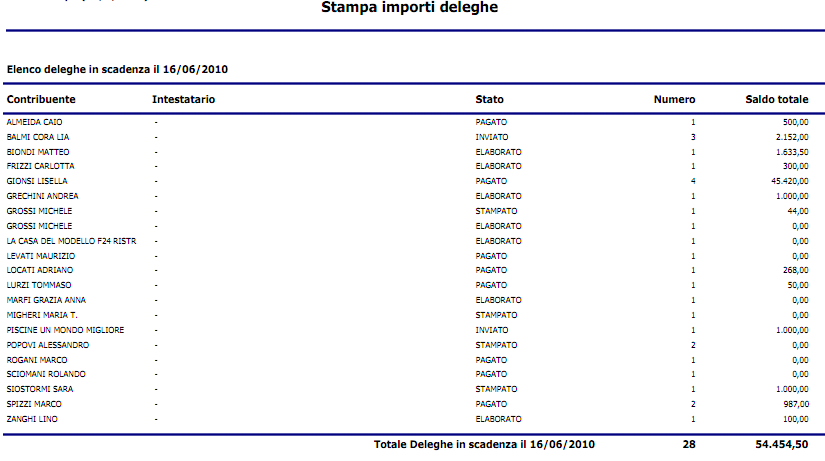 Stampa importi deleghe
Elenco deleghe in scadenza il 16/06/2010
Contribuente Intestatario Stato Numero Saldo totale
ALMEIDA CAIO - PAGATO 1 500,00
BALMI CORA LIA - INVIATO 3 2.152,00
BIONDI MATTEO - ELABORATO 1 1.633,50
FRIZZI CARLOTTA - ELABORATO 1 300,00
GIONSI LISELLA - PAGATO 4 45.420,00
GRECHINI ANDREA - ELABORATO 1 1.000,00
GROSSI MICHELE - STAMPATO 1 44,00
GROSSI MICHELE - ELABORATO 1 0,00
LA CASA DEL MODELLO F24 RISTR - ELABORATO 1 0,00
LEVATI MAURIZIO - PAGATO 1 0,00
LOCATI ADRIANO - PAGATO 1 268,00
LURZI TOMMASO - PAGATO 1 50,00
MARFI GRAZIA ANNA - ELABORATO 1 0,00
MIGHERI MARIA T. - STAMPATO 1 0,00
PISCINE UN MONDO MIGLIORE - INVIATO 1 1.000,00
POPOVI ALESSANDRO - STAMPATO 2 0,00
ROGANI MARCO - PAGATO 1 0,00
SCIOMANI ROLANDO - PAGATO 1 0,00
SIOSTORMI SARA - STAMPATO 1 1.000,00
SPIZZI MARCO - PAGATO 2 987,00
ZANGHI LINO - ELABORATO 1 100,00
Totale Deleghe in scadenza il 16/06/2010 28 54.454,50